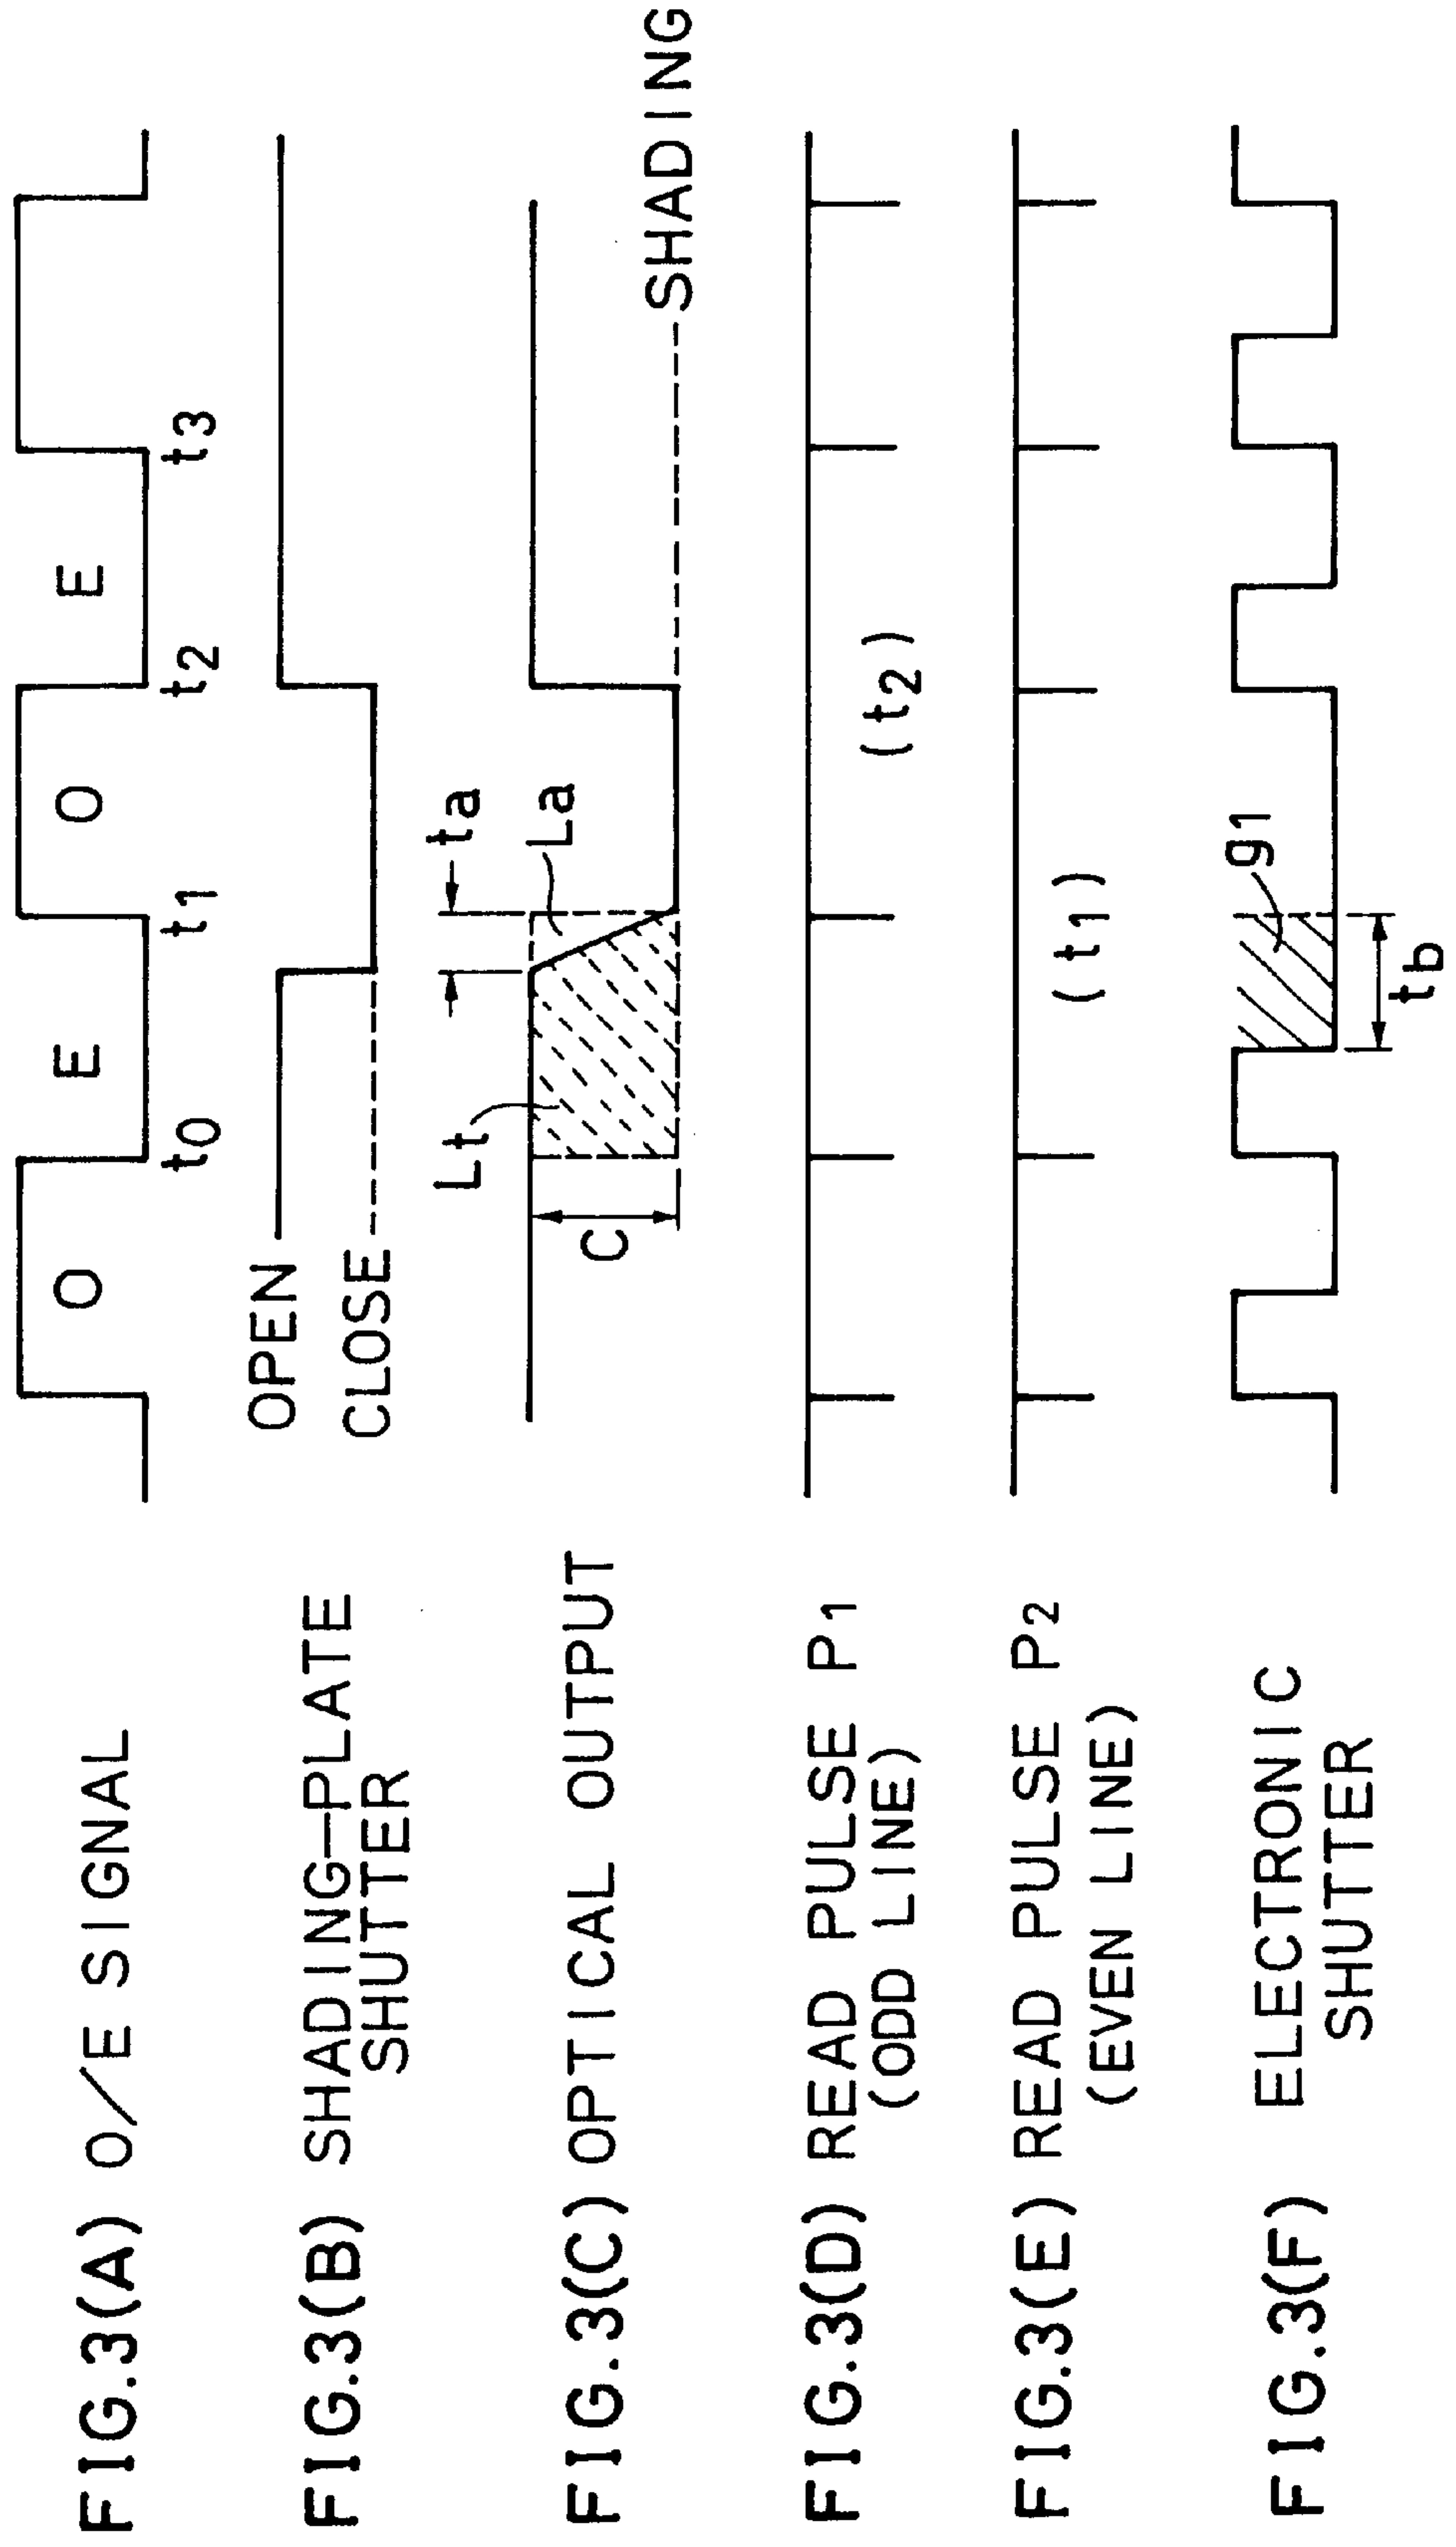 FIG.3(A) O/E SIGNAL
O E O E
t0 t1 t2 t3
FIG.3(B) SHADING-PLATE
SHUTTER
OPEN
CLOSE
FIG.3(C) OPTICAL OUTPUT
Lt
ta
La
C
SHADING
FIG.3(D) READ PULSE P1
(ODD LINE)
(t2)
FIG.3(E) READ PULSE P2
(EVEN LINE)
(t1)
FIG.3(F) ELECTRONIC
SHUTTER
g1
tb